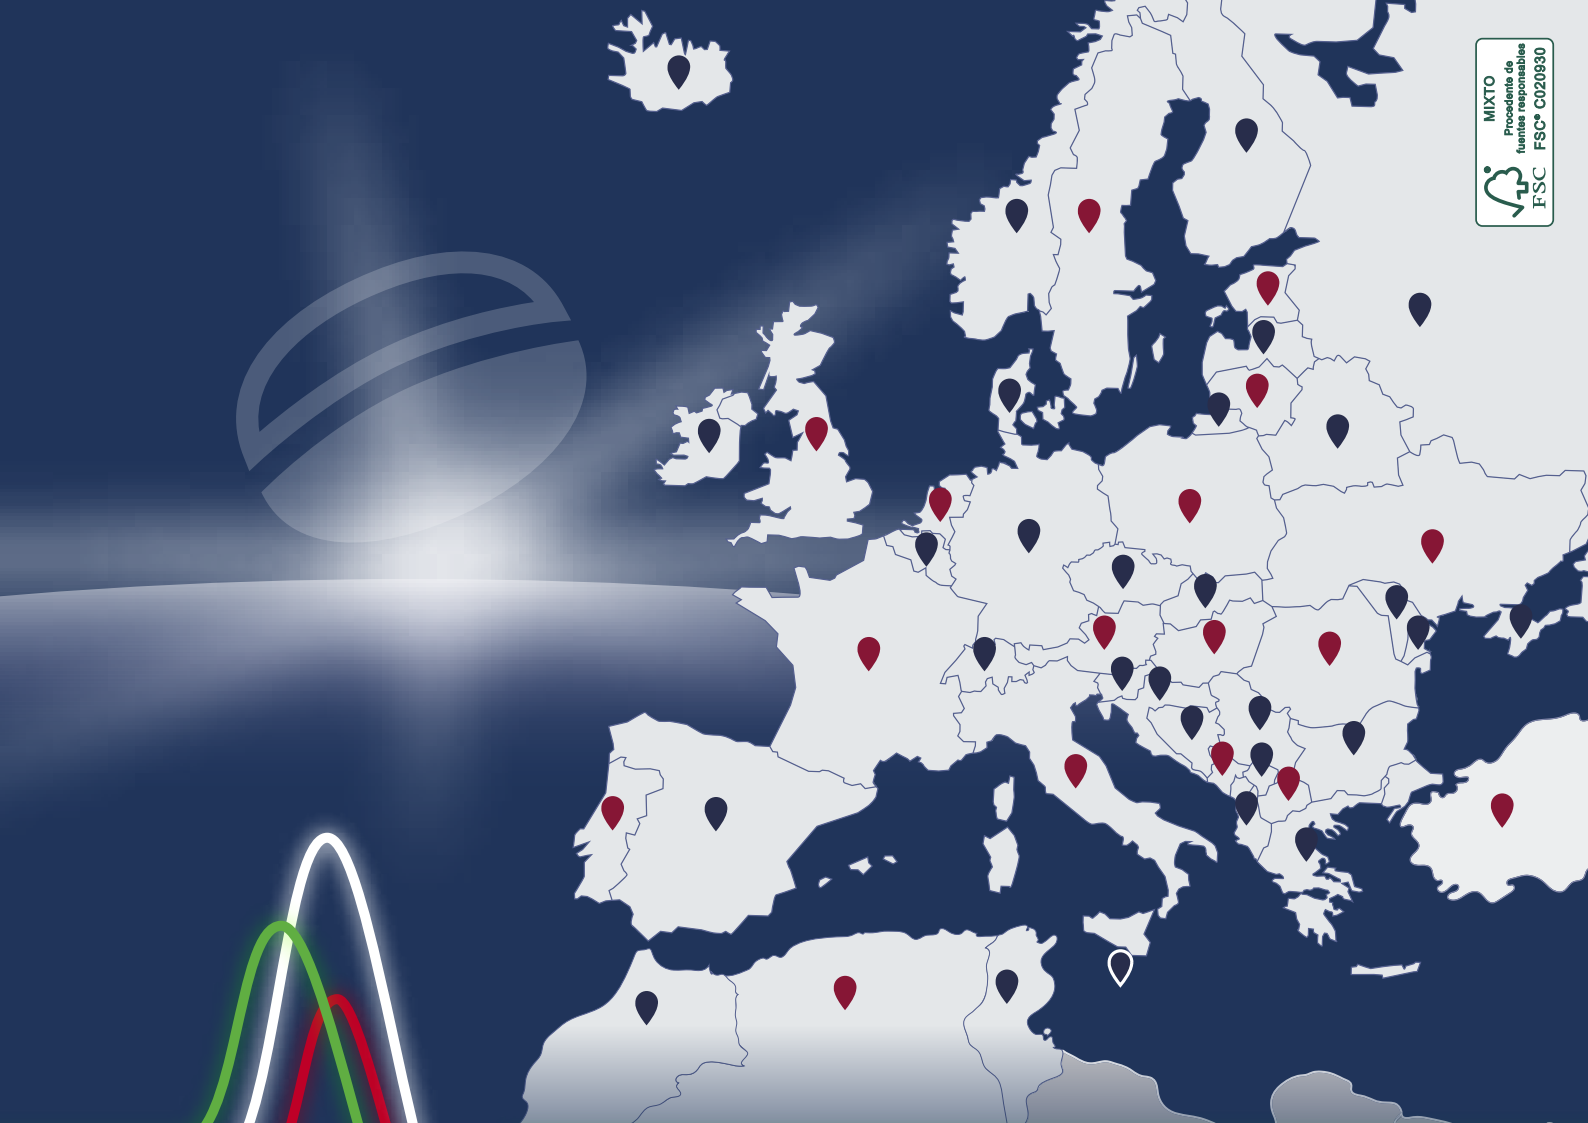 MIXTO
Procedente de
fuentes responsables
FSC® C020930
FSC